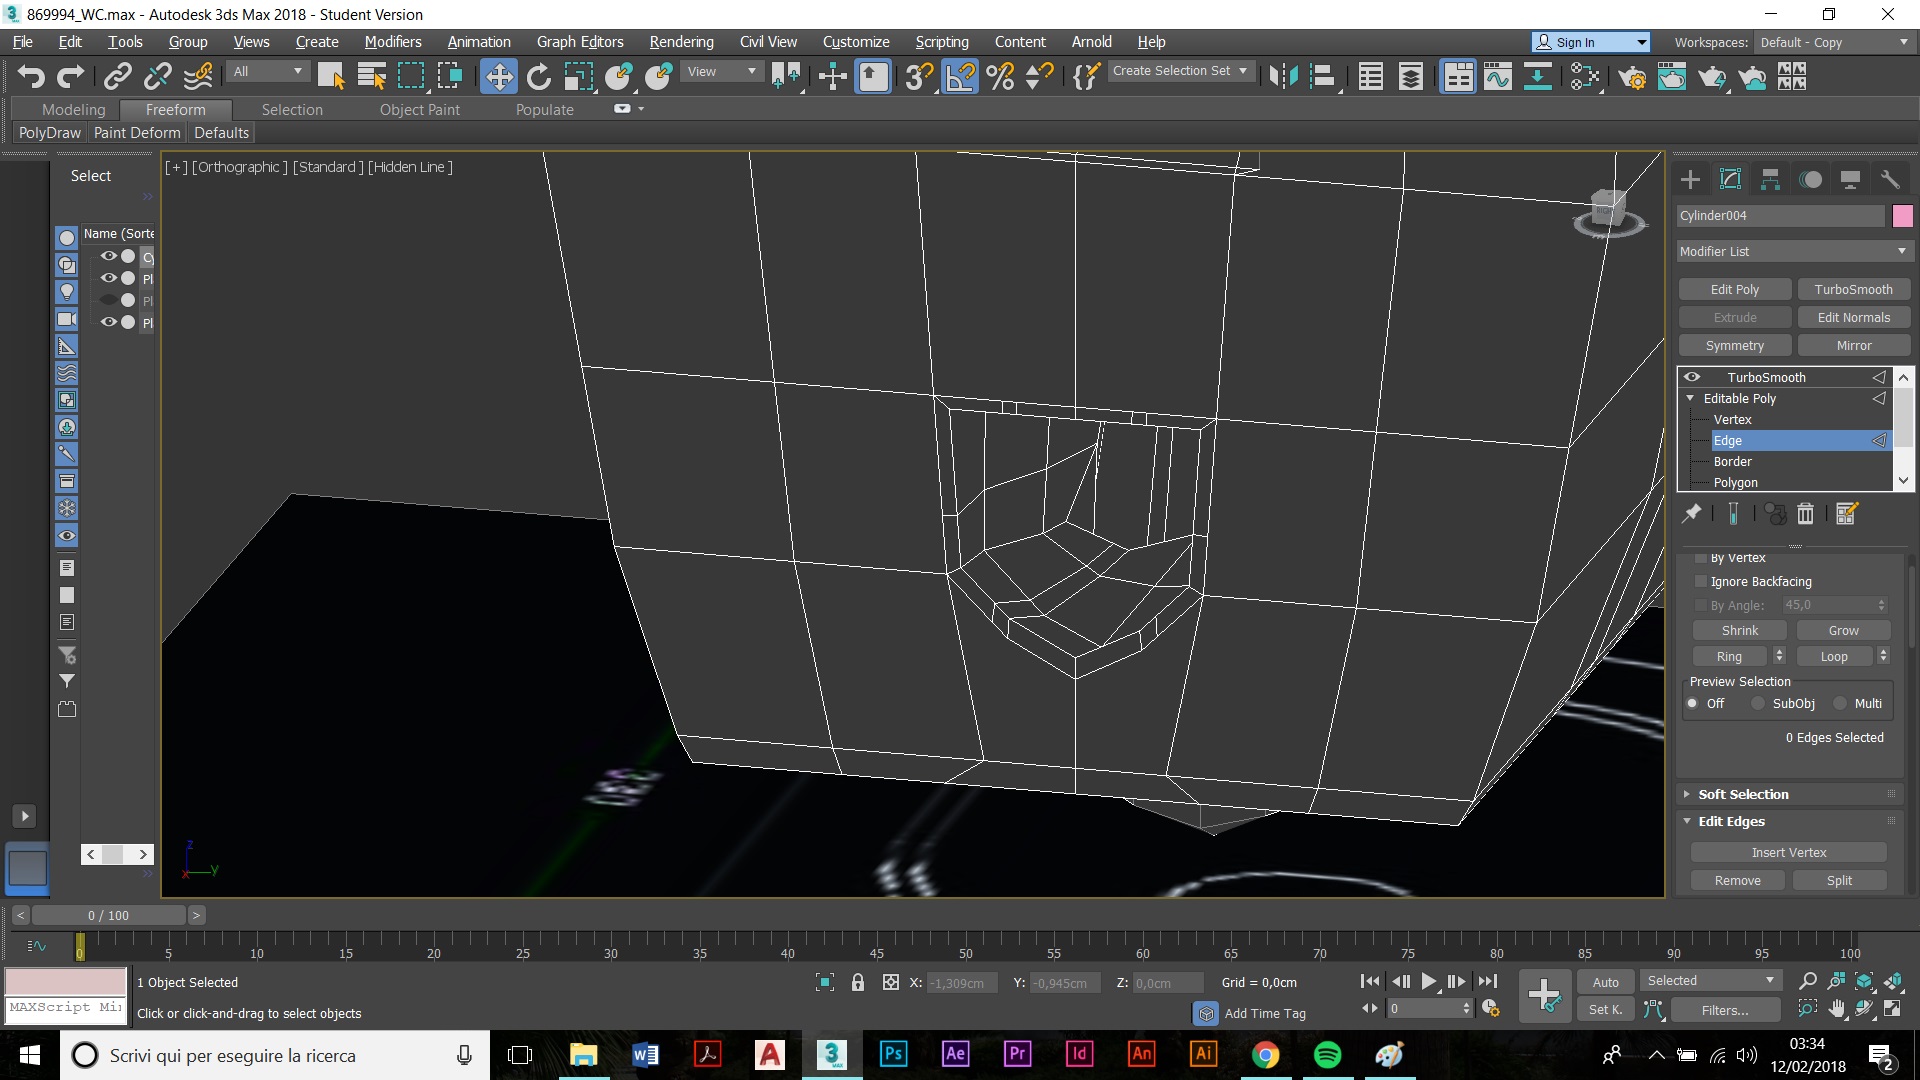 869994_WC.max - Autodesk 3ds Max 2018 - Student Version
File Edit Tools Group Views Create Modifiers Animation Graph Editors Rendering Civil View Customize Scripting Content Arnold Help
Sign In
Workspaces: Default - Copy
All
View
Create Selection Set
Modeling Freeform Selection Object Paint Populate
PolyDraw Paint Deform Defaults
Select
[+] [Orthographic ] [Standard ] [Hidden Line ]
Name (Sorte
Cy
Pl
Pl
Pl
Cylinder004
Modifier List
Edit Poly TurboSmooth
Extrude Edit Normals
Symmetry Mirror
TurboSmooth
Editable Poly
Vertex
Edge
Border
Polygon
By Vertex
Ignore Backfacing
By Angle: 45,0
Shrink Grow
Ring Loop
Preview Selection
Off SubObj Multi
0 Edges Selected
Soft Selection
Edit Edges
Insert Vertex
Remove Split
z
x y
< 0 / 100 >
0 5 10 15 20 25 30 35 40 45 50 55 60 65 70 75 80 85 90 95 100
1 Object Selected
X: -1,309cm Y: -0,945cm Z: 0,0cm Grid = 0,0cm
Auto Selected
MAXScript Mi
Click or click-and-drag to select objects
Add Time Tag
0
Set K. Filters...
Scrivi qui per eseguire la ricerca
Ps Ae Pr Id An Ai
03:34
12/02/2018
2